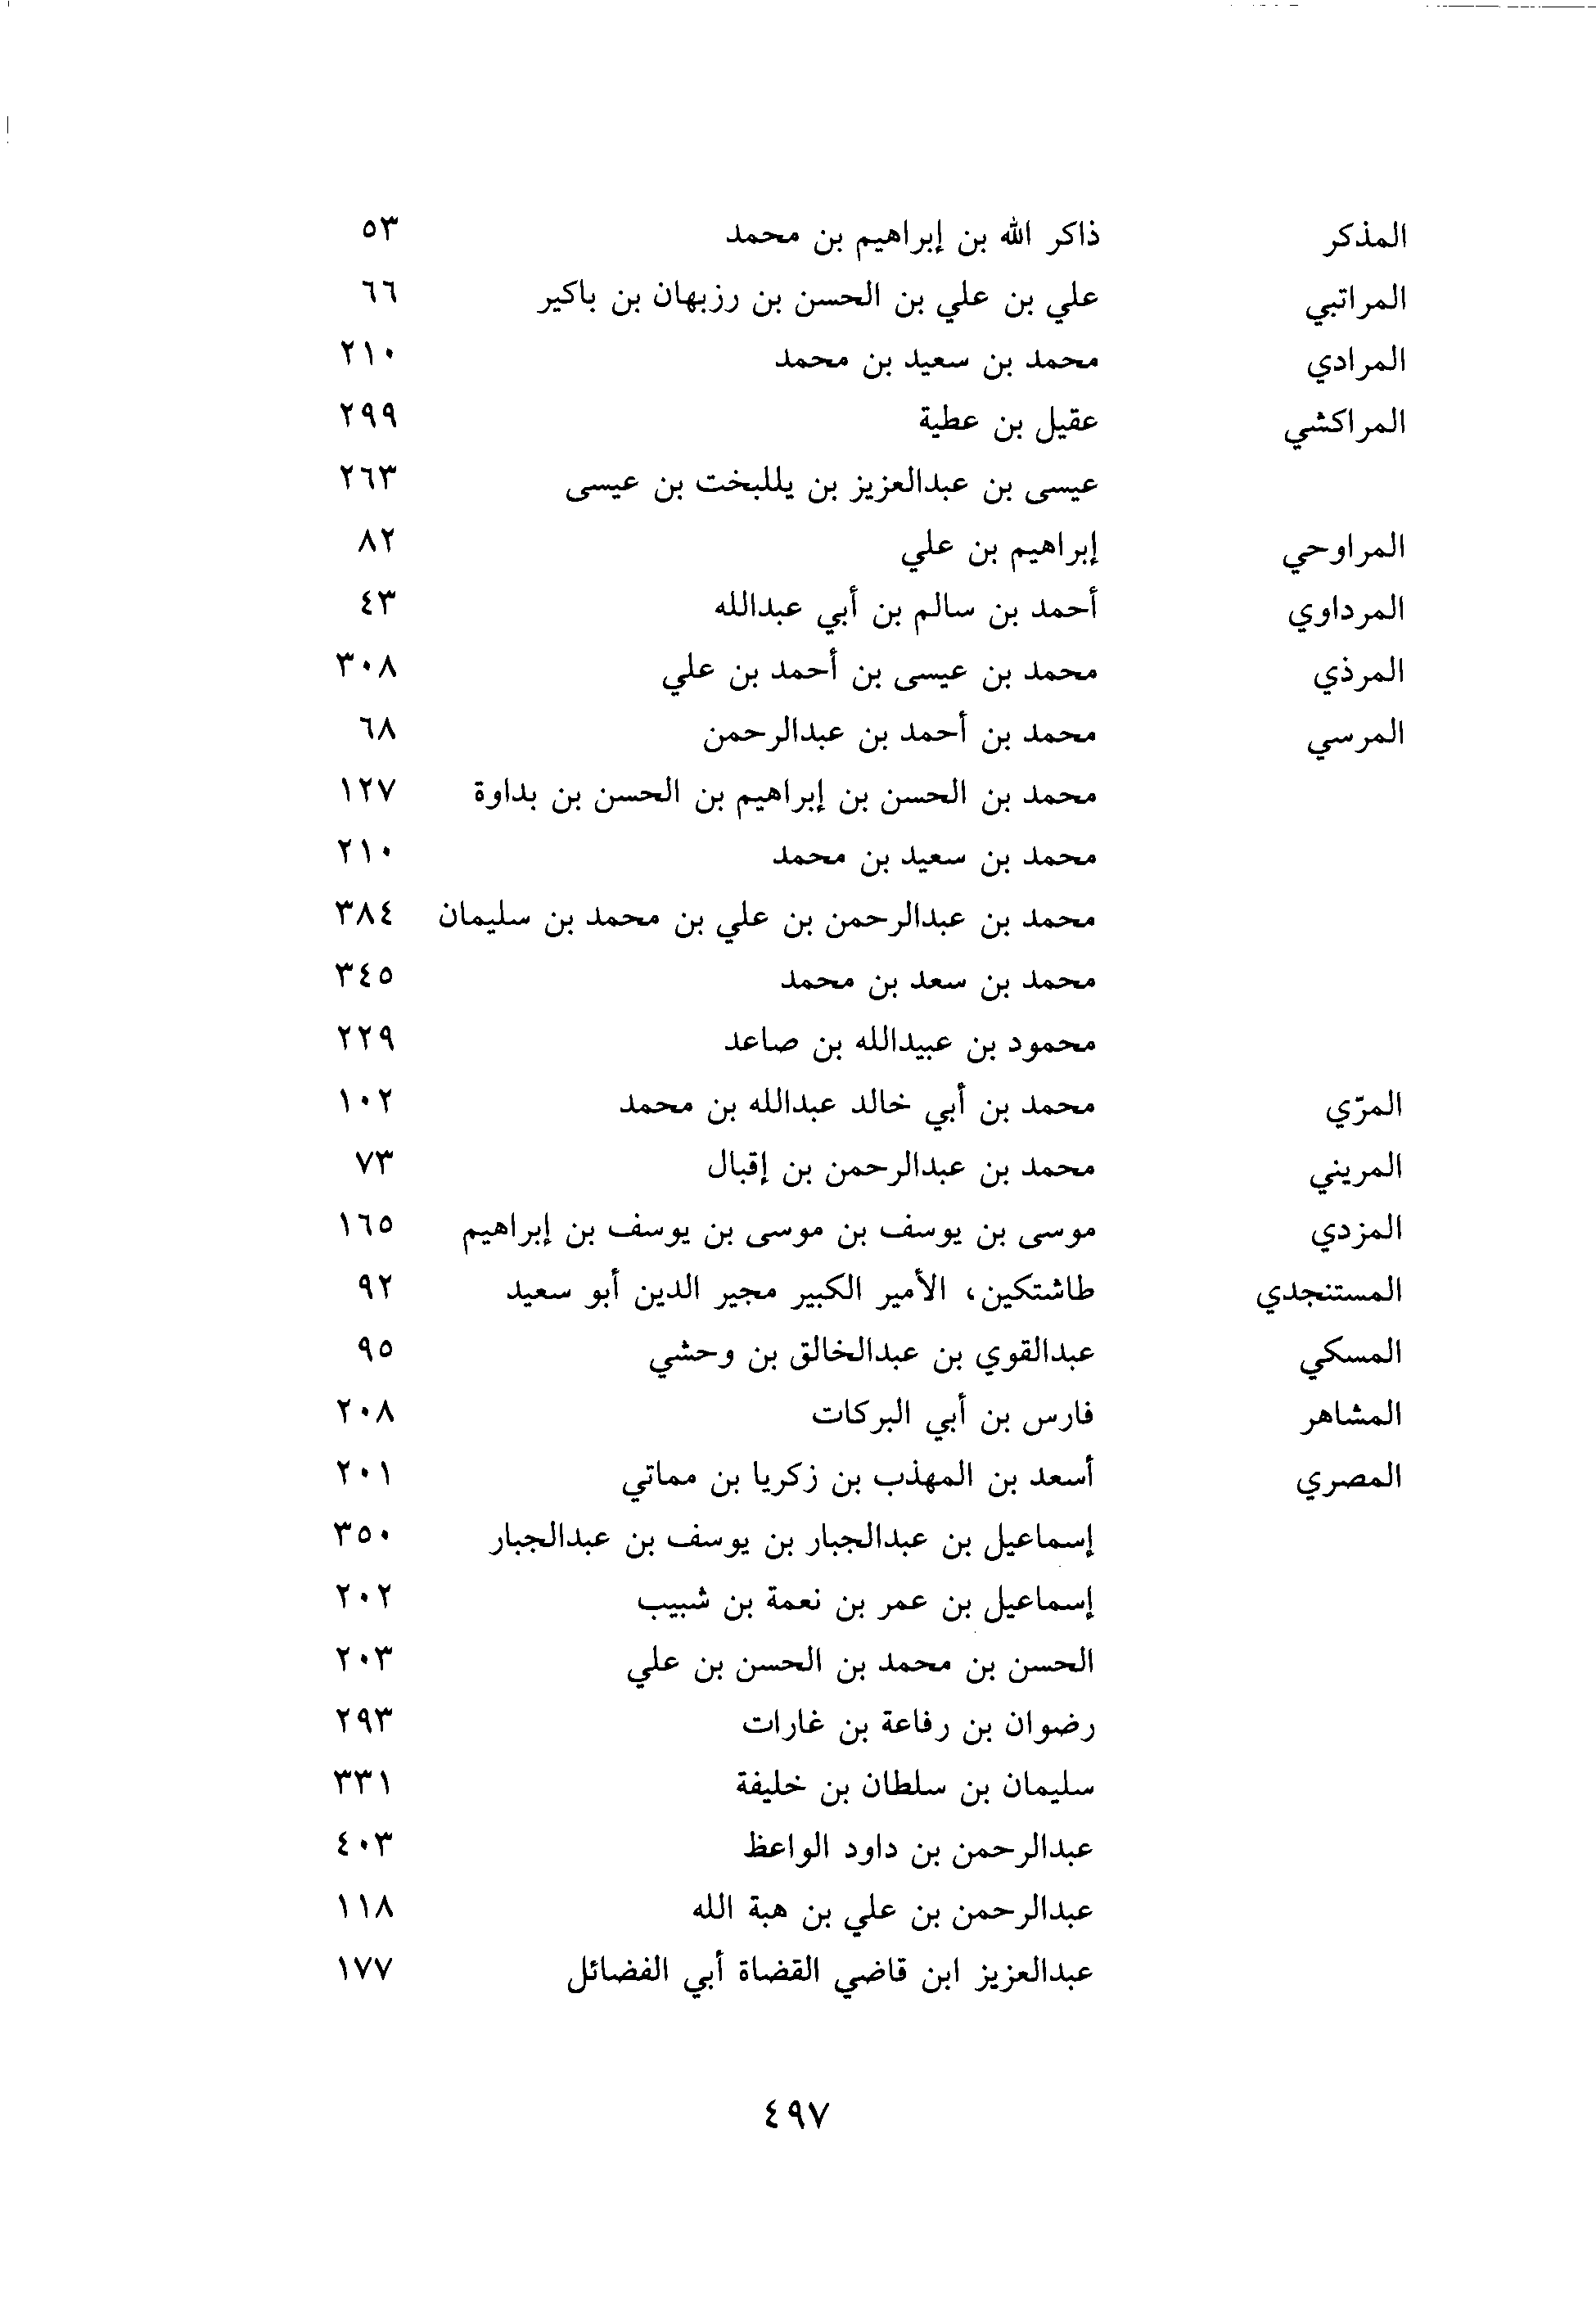 المذكر ذاكر الله بن إبراهيم بن محمد ٥٣
المراتبي علي بن علي بن الحسن بن رزبهان بن باكير ٦٦
المرادي محمد بن سعيد بن محمد ٢١٠
المراكشي عقيل بن عطية ٢٩٩
عيسى بن عبدالعزيز بن يللبخت بن عيسى ٢٦٣
المراوحي إبراهيم بن علي ٨٢
المرداوي أحمد بن سالم بن أبي عبدالله ٤٣
المرذي محمد بن عيسى بن أحمد بن علي ٣٠٨
المرسي محمد بن أحمد بن عبدالرحمن ٦٨
محمد بن الحسن بن إبراهيم بن الحسن بن بداوة ١٢٧
محمد بن سعيد بن محمد ٢١٠
محمد بن عبدالرحمن بن علي بن محمد بن سليمان ٣٨٤
محمد بن سعد بن محمد ٣٤٥
محمود بن عبيدالله بن صاعد ٢٢٩
المرّي محمد بن أبي خالد عبدالله بن محمد ١٠٢
المريني محمد بن عبدالرحمن بن إقبال ٧٣
المزدي موسى بن يوسف بن موسى بن يوسف بن إبراهيم ١٦٥
المستنجدي طاشتكين، الأمير الكبير مجير الدين أبو سعيد ٩٢
المسكي عبدالقوي بن عبدالخالق بن وحشي ٩٥
المشاهر فارس بن أبي البركات ٢٠٨
المصري أسعد بن المهذب بن زكريا بن مماتي ٢٠١
إسماعيل بن عبدالجبار بن يوسف بن عبدالجبار ٣٥٠
إسماعيل بن عمر بن نعمة بن شبيب ٢٠٢
الحسن بن محمد بن الحسن بن علي ٢٠٣
رضوان بن رفاعة بن غارات ٢٩٣
سليمان بن سلطان بن خليفة ٣٣١
عبدالرحمن بن داود الواعظ ٤٠٣
عبدالرحمن بن علي بن هبة الله ١١٨
عبدالعزيز ابن قاضي القضاة أبي الفضائل ١٧٧
٤٩٧